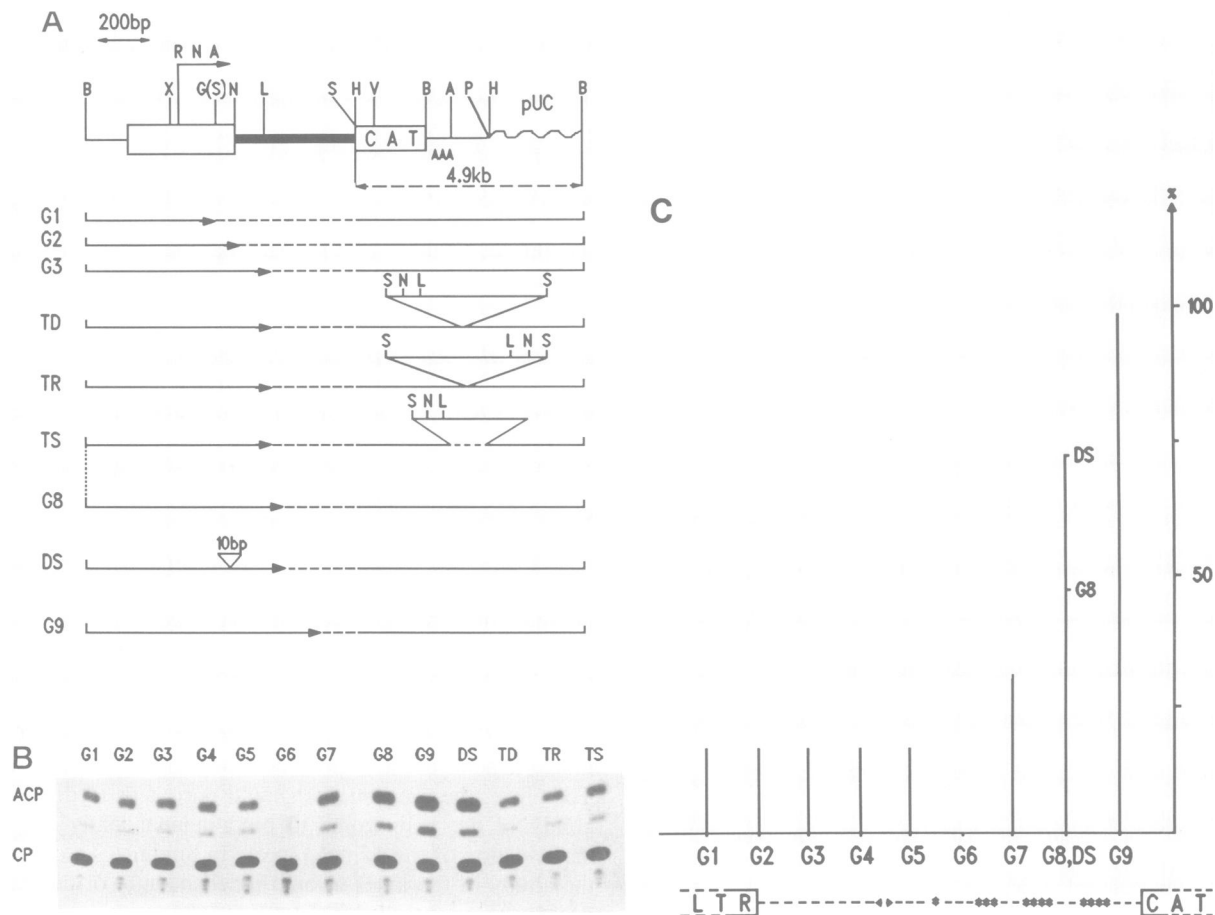 A
200bp
RNA
B X G(S) N L S H V B A P H pUC B
CAT
AAA
4.9kb
G1
G2
G3
S N L S
TD
S L N S
TR
S N L
TS
G8
10bp
DS
G9
B
G1 G2 G3 G4 G5 G6 G7 G8 G9 DS TD TR TS
ACP
CP
C
%
100
DS
50
G8
G1 G2 G3 G4 G5 G6 G7 G8,DS G9
LTR CAT